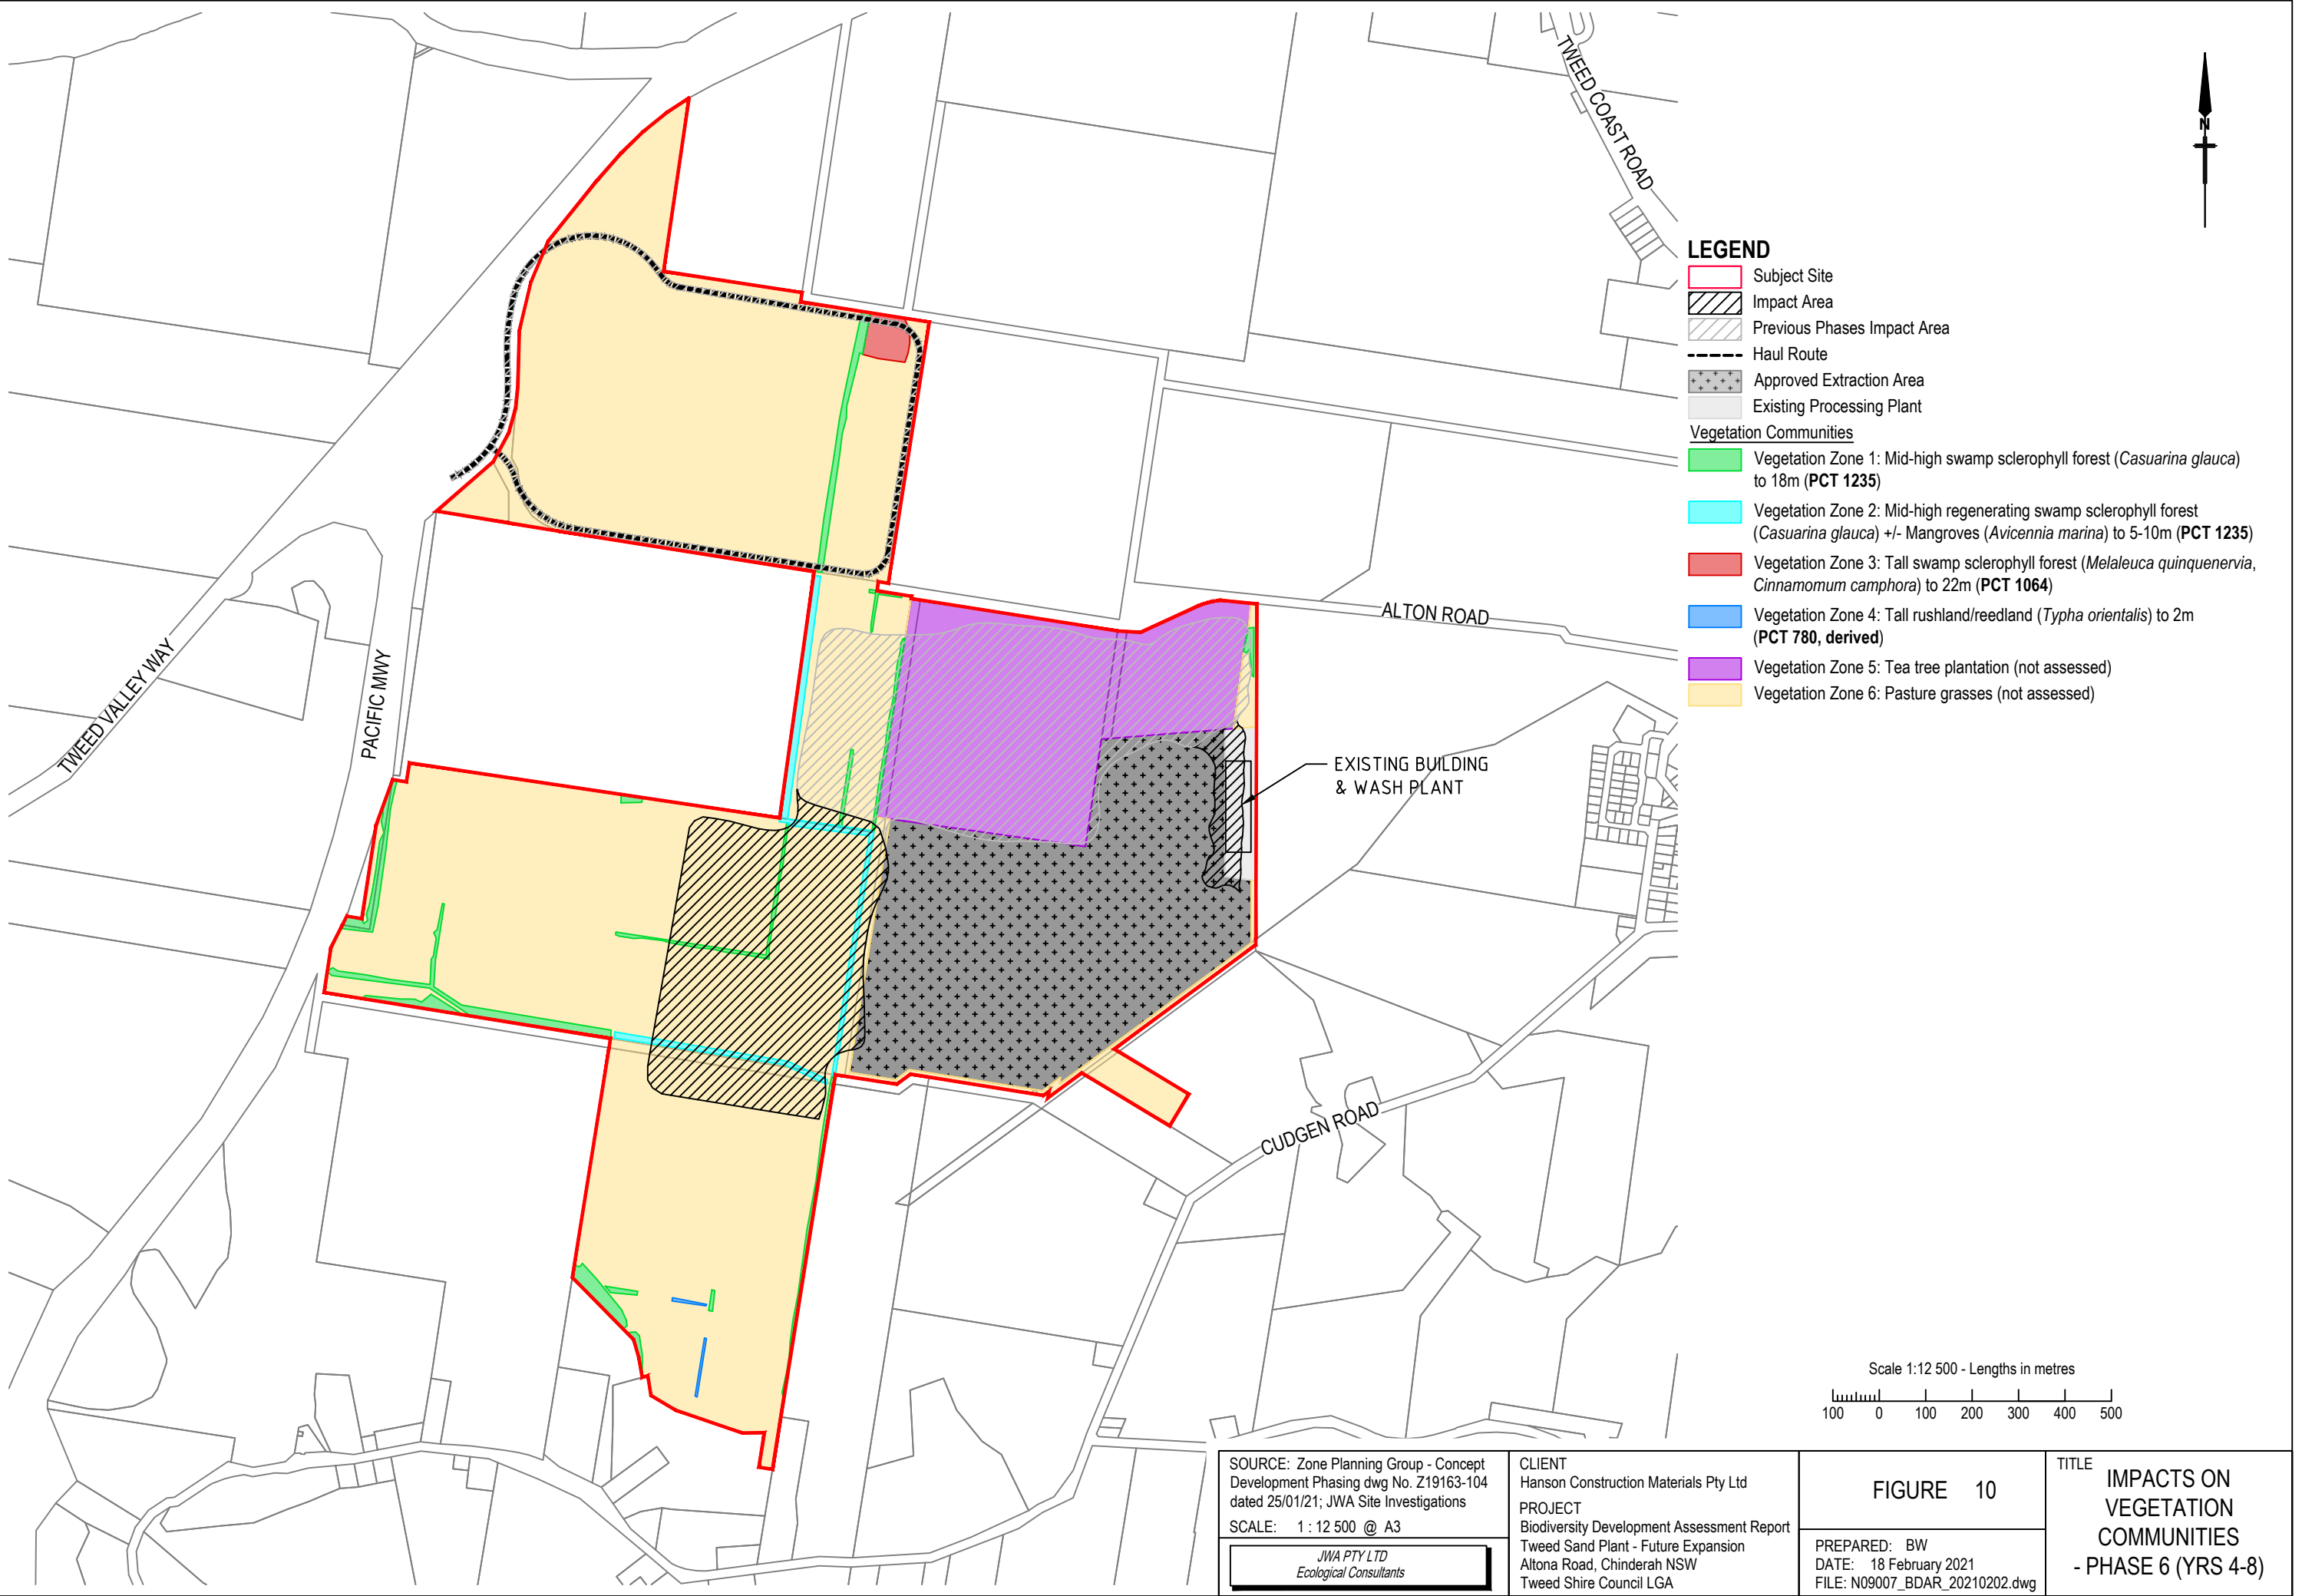 TWEED COAST ROAD
N
LEGEND
Subject Site
Impact Area
Previous Phases Impact Area
Haul Route
Approved Extraction Area
Existing Processing Plant
Vegetation Communities
Vegetation Zone 1: Mid-high swamp sclerophyll forest (Casuarina glauca)
to 18m (PCT 1235)
Vegetation Zone 2: Mid-high regenerating swamp sclerophyll forest
(Casuarina glauca) +/- Mangroves (Avicennia marina) to 5-10m (PCT 1235)
Vegetation Zone 3: Tall swamp sclerophyll forest (Melaleuca quinquenervia,
Cinnamomum camphora) to 22m (PCT 1064)
Vegetation Zone 4: Tall rushland/reedland (Typha orientalis) to 2m
(PCT 780, derived)
Vegetation Zone 5: Tea tree plantation (not assessed)
Vegetation Zone 6: Pasture grasses (not assessed)
ALTON ROAD
TWEED VALLEY WAY
PACIFIC MWY
EXISTING BUILDING
& WASH PLANT
CUDGEN ROAD
Scale 1:12 500 - Lengths in metres
100 0 100 200 300 400 500
SOURCE: Zone Planning Group - Concept
Development Phasing dwg No. Z19163-104
dated 25/01/21; JWA Site Investigations
SCALE: 1 : 12 500 @ A3
JWA PTY LTD
Ecological Consultants
CLIENT
Hanson Construction Materials Pty Ltd
PROJECT
Biodiversity Development Assessment Report
Tweed Sand Plant - Future Expansion
Altona Road, Chinderah NSW
Tweed Shire Council LGA
FIGURE 10
PREPARED: BW
DATE: 18 February 2021
FILE: N09007_BDAR_20210202.dwg
TITLE
IMPACTS ON
VEGETATION
COMMUNITIES
- PHASE 6 (YRS 4-8)